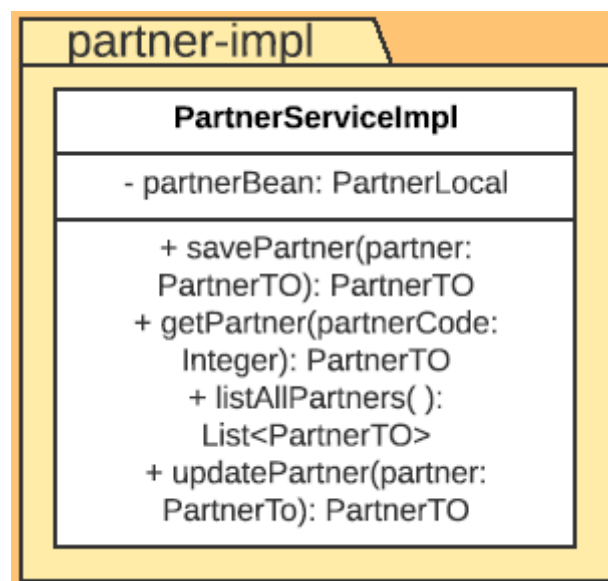 partner-impl
PartnerServiceImpl
- partnerBean: PartnerLocal
+ savePartner(partner:
PartnerTO): PartnerTO
+ getPartner(partnerCode:
Integer): PartnerTO
+ listAllPartners( ):
List<PartnerTO>
+ updatePartner(partner:
PartnerTo): PartnerTO